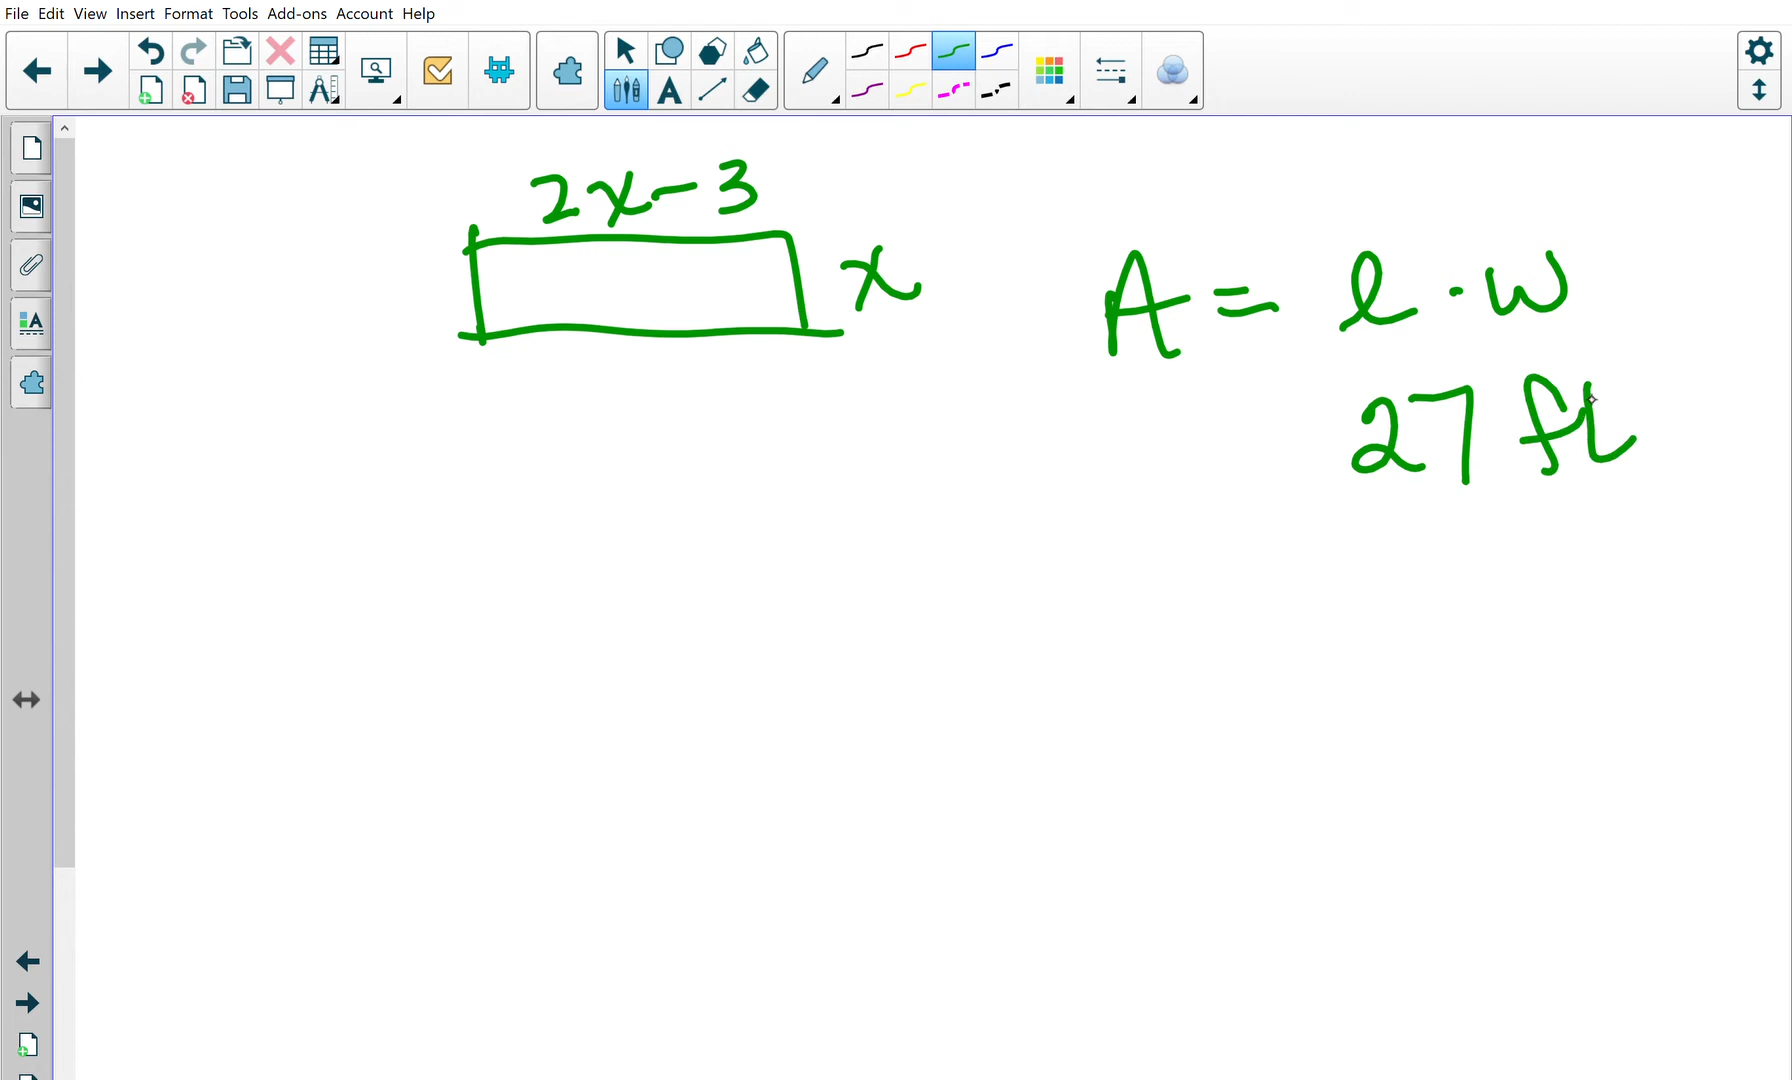 File Edit View Insert Format Tools Add-ons Account Help
2x-3
x
A = l · w
27 ft